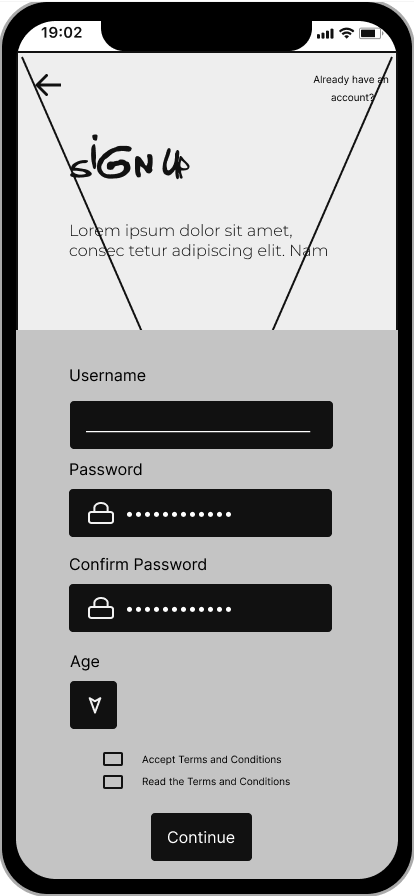 19:02
Already have an
account?
SIGN UP
Lorem ipsum dolor sit amet,
consec tetur adipiscing elit. Nam
Username
Password
Confirm Password
Age
Accept Terms and Conditions
Read the Terms and Conditions
Continue